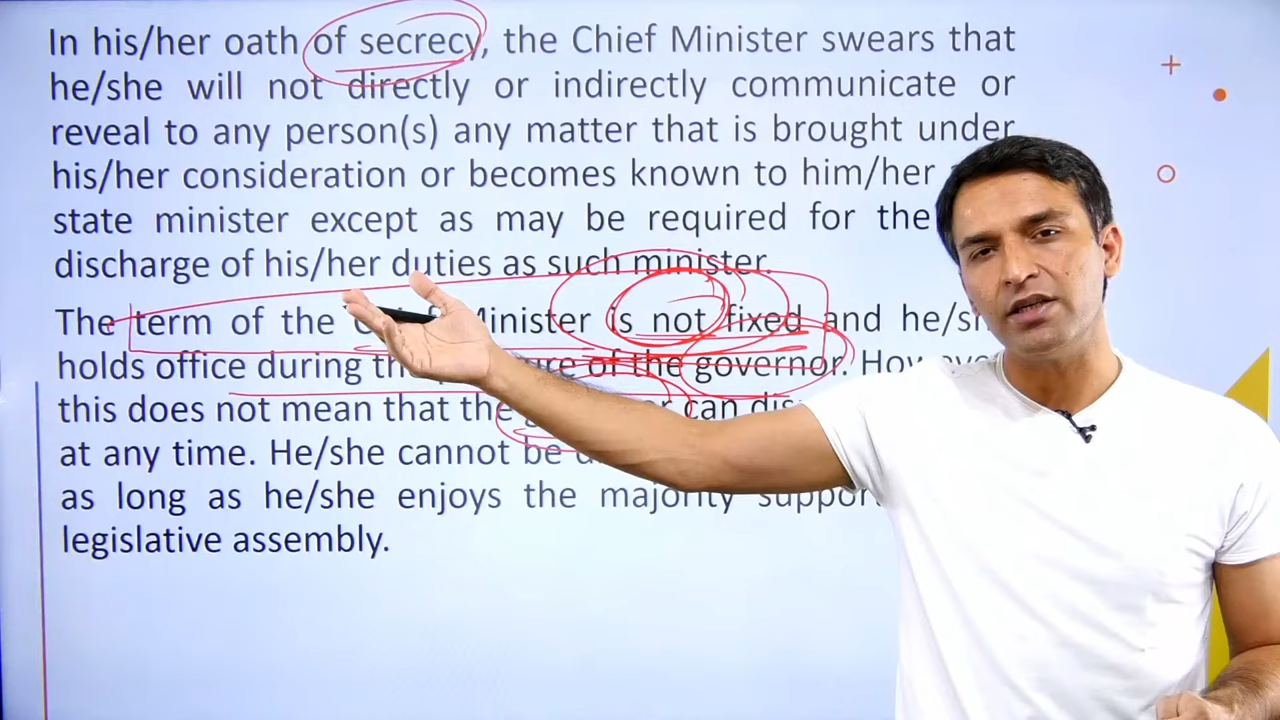 In his/her oath of secrecy, the Chief Minister swears that
he/she will not directly or indirectly communicate or
reveal to any person(s) any matter that is brought under
his/her consideration or becomes known to him/her
state minister except as may be required for the
discharge of his/her duties as such minister.
The term of the Minister is not fixed and he/she
holds office during the of the governor. However
this does not mean that the can
at any time. He/she cannot be
as long as he/she enjoys the majority support
legislative assembly.